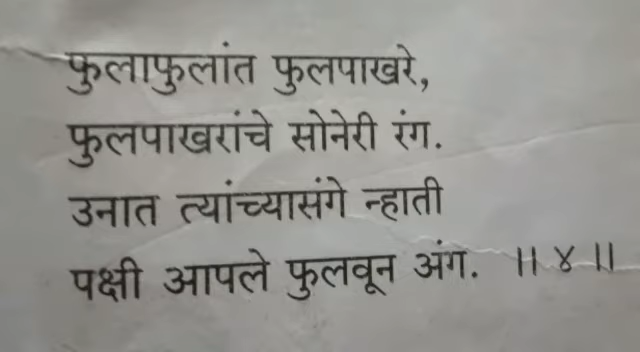 फुलाफुलांत फुलपाखरे,
फुलपाखरांचे सोनेरी रंग.
उनात त्यांच्यासंगे न्हाती
पक्षी आपले फुलवून अंग. ॥ ४ ॥